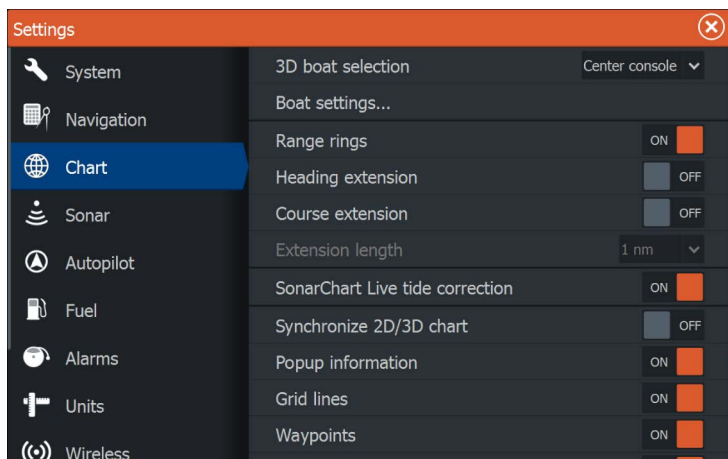 Settings
System
Navigation
Chart
Sonar
Autopilot
Fuel
Alarms
Units
Wireless
3D boat selection Center console
Boat settings...
Range rings ON
Heading extension OFF
Course extension OFF
Extension length 1 nm
SonarChart Live tide correction ON
Synchronize 2D/3D chart OFF
Popup information ON
Grid lines ON
Waypoints ON